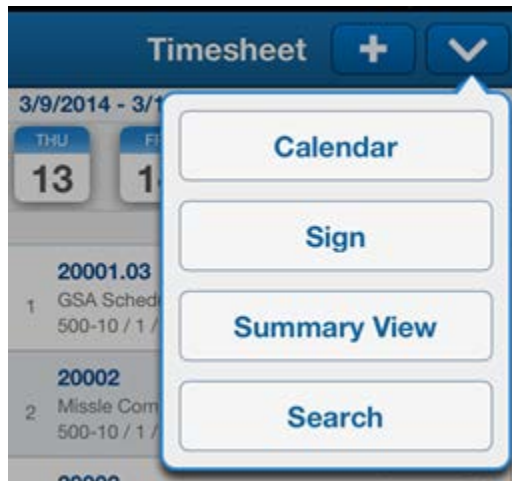 Timesheet
3/9/2014 - 3/1
THU
13
1
20001.03
1
GSA Sched
500-10 / 1 /
20002
2
Missle Com
500-10 / 1 /
Calendar
Sign
Summary View
Search